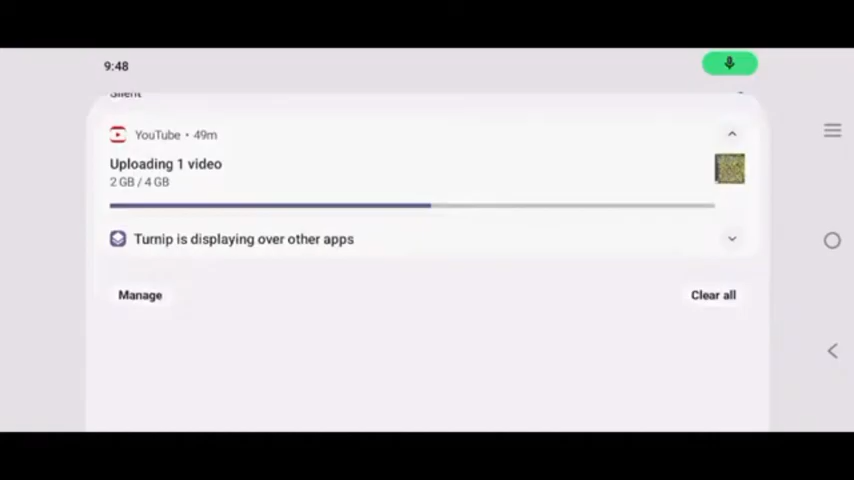 9:48
Silent
YouTube • 49m
Uploading 1 video
2 GB / 4 GB
Turnip is displaying over other apps
Manage
Clear all